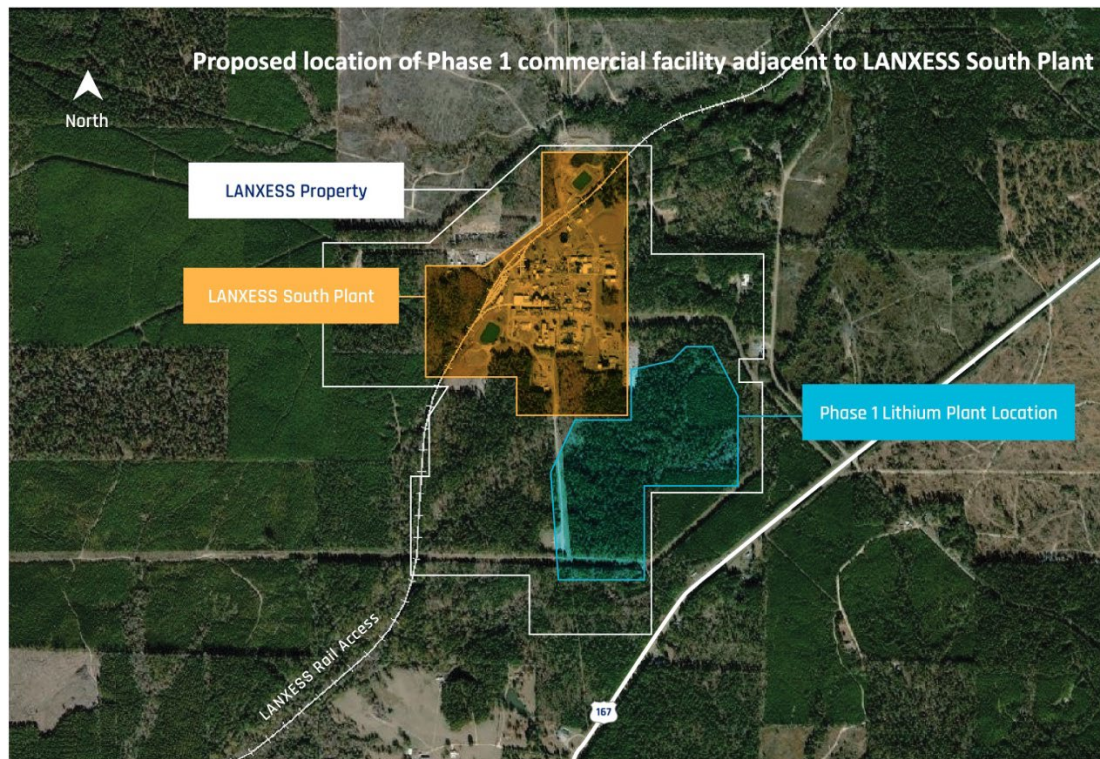 Proposed location of Phase 1 commercial facility adjacent to LANXESS South Plant
North
LANXESS Property
LANXESS South Plant
Phase 1 Lithium Plant Location
LANXESS Rail Access
167